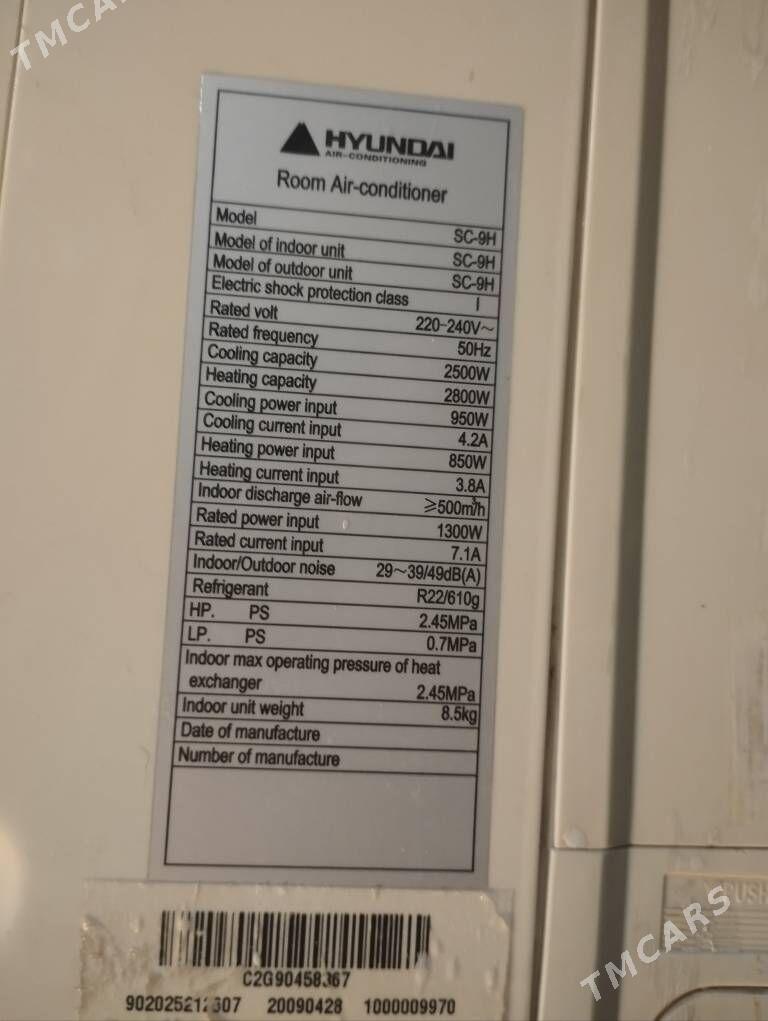 TMCARS
HYUNDAI
AIR-CONDITIONING
Room Air-conditioner
Model SC-9H
Model of indoor unit SC-9H
Model of outdoor unit SC-9H
Electric shock protection class I
Rated volt 220-240V~
Rated frequency 50Hz
Cooling capacity 2500W
Heating capacity 2800W
Cooling power input 950W
Cooling current input 4.2A
Heating power input 850W
Heating current input 3.8A
Indoor discharge air-flow ≥500m³/h
Rated power input 1300W
Rated current input 7.1A
Indoor/Outdoor noise 29~39/49dB(A)
Refrigerant R22/610g
HP. PS 2.45MPa
LP. PS 0.7MPa
Indoor max operating pressure of heat
exchanger 2.45MPa
Indoor unit weight 8.5kg
Date of manufacture
Number of manufacture
PUSH
TMCARS
20090428 1000009970